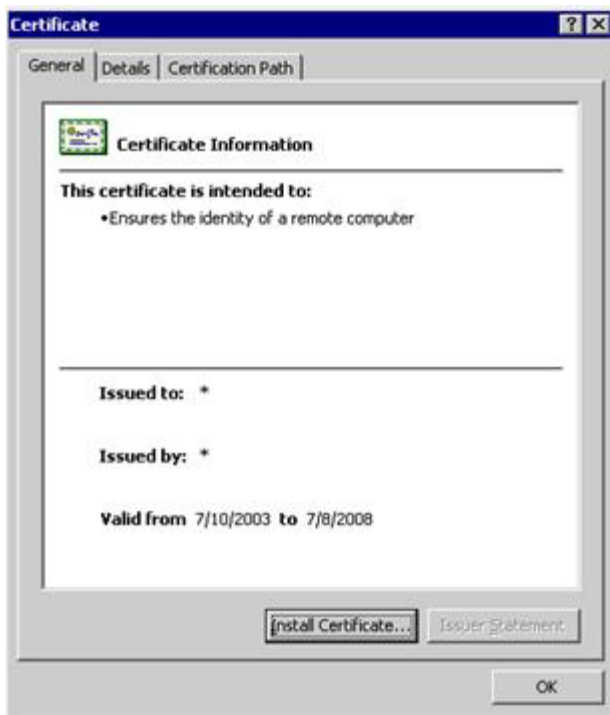 Certificate
General Details Certification Path
Certificate Information
This certificate is intended to:
•Ensures the identity of a remote computer
Issued to: *
Issued by: *
Valid from 7/10/2003 to 7/8/2008
Install Certificate... Issuer Statement
OK